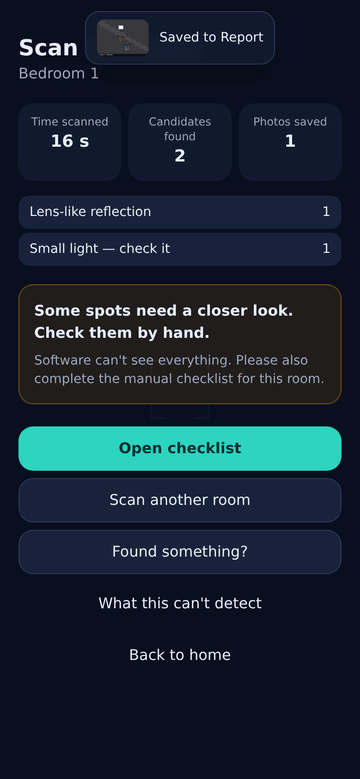 Scan
Saved to Report
Bedroom 1
Time scanned
16 s
Candidates
found
2
Photos saved
1
Lens-like reflection 1
Small light — check it 1
Some spots need a closer look.
Check them by hand.
Software can't see everything. Please also
complete the manual checklist for this room.
Open checklist
Scan another room
Found something?
What this can't detect
Back to home